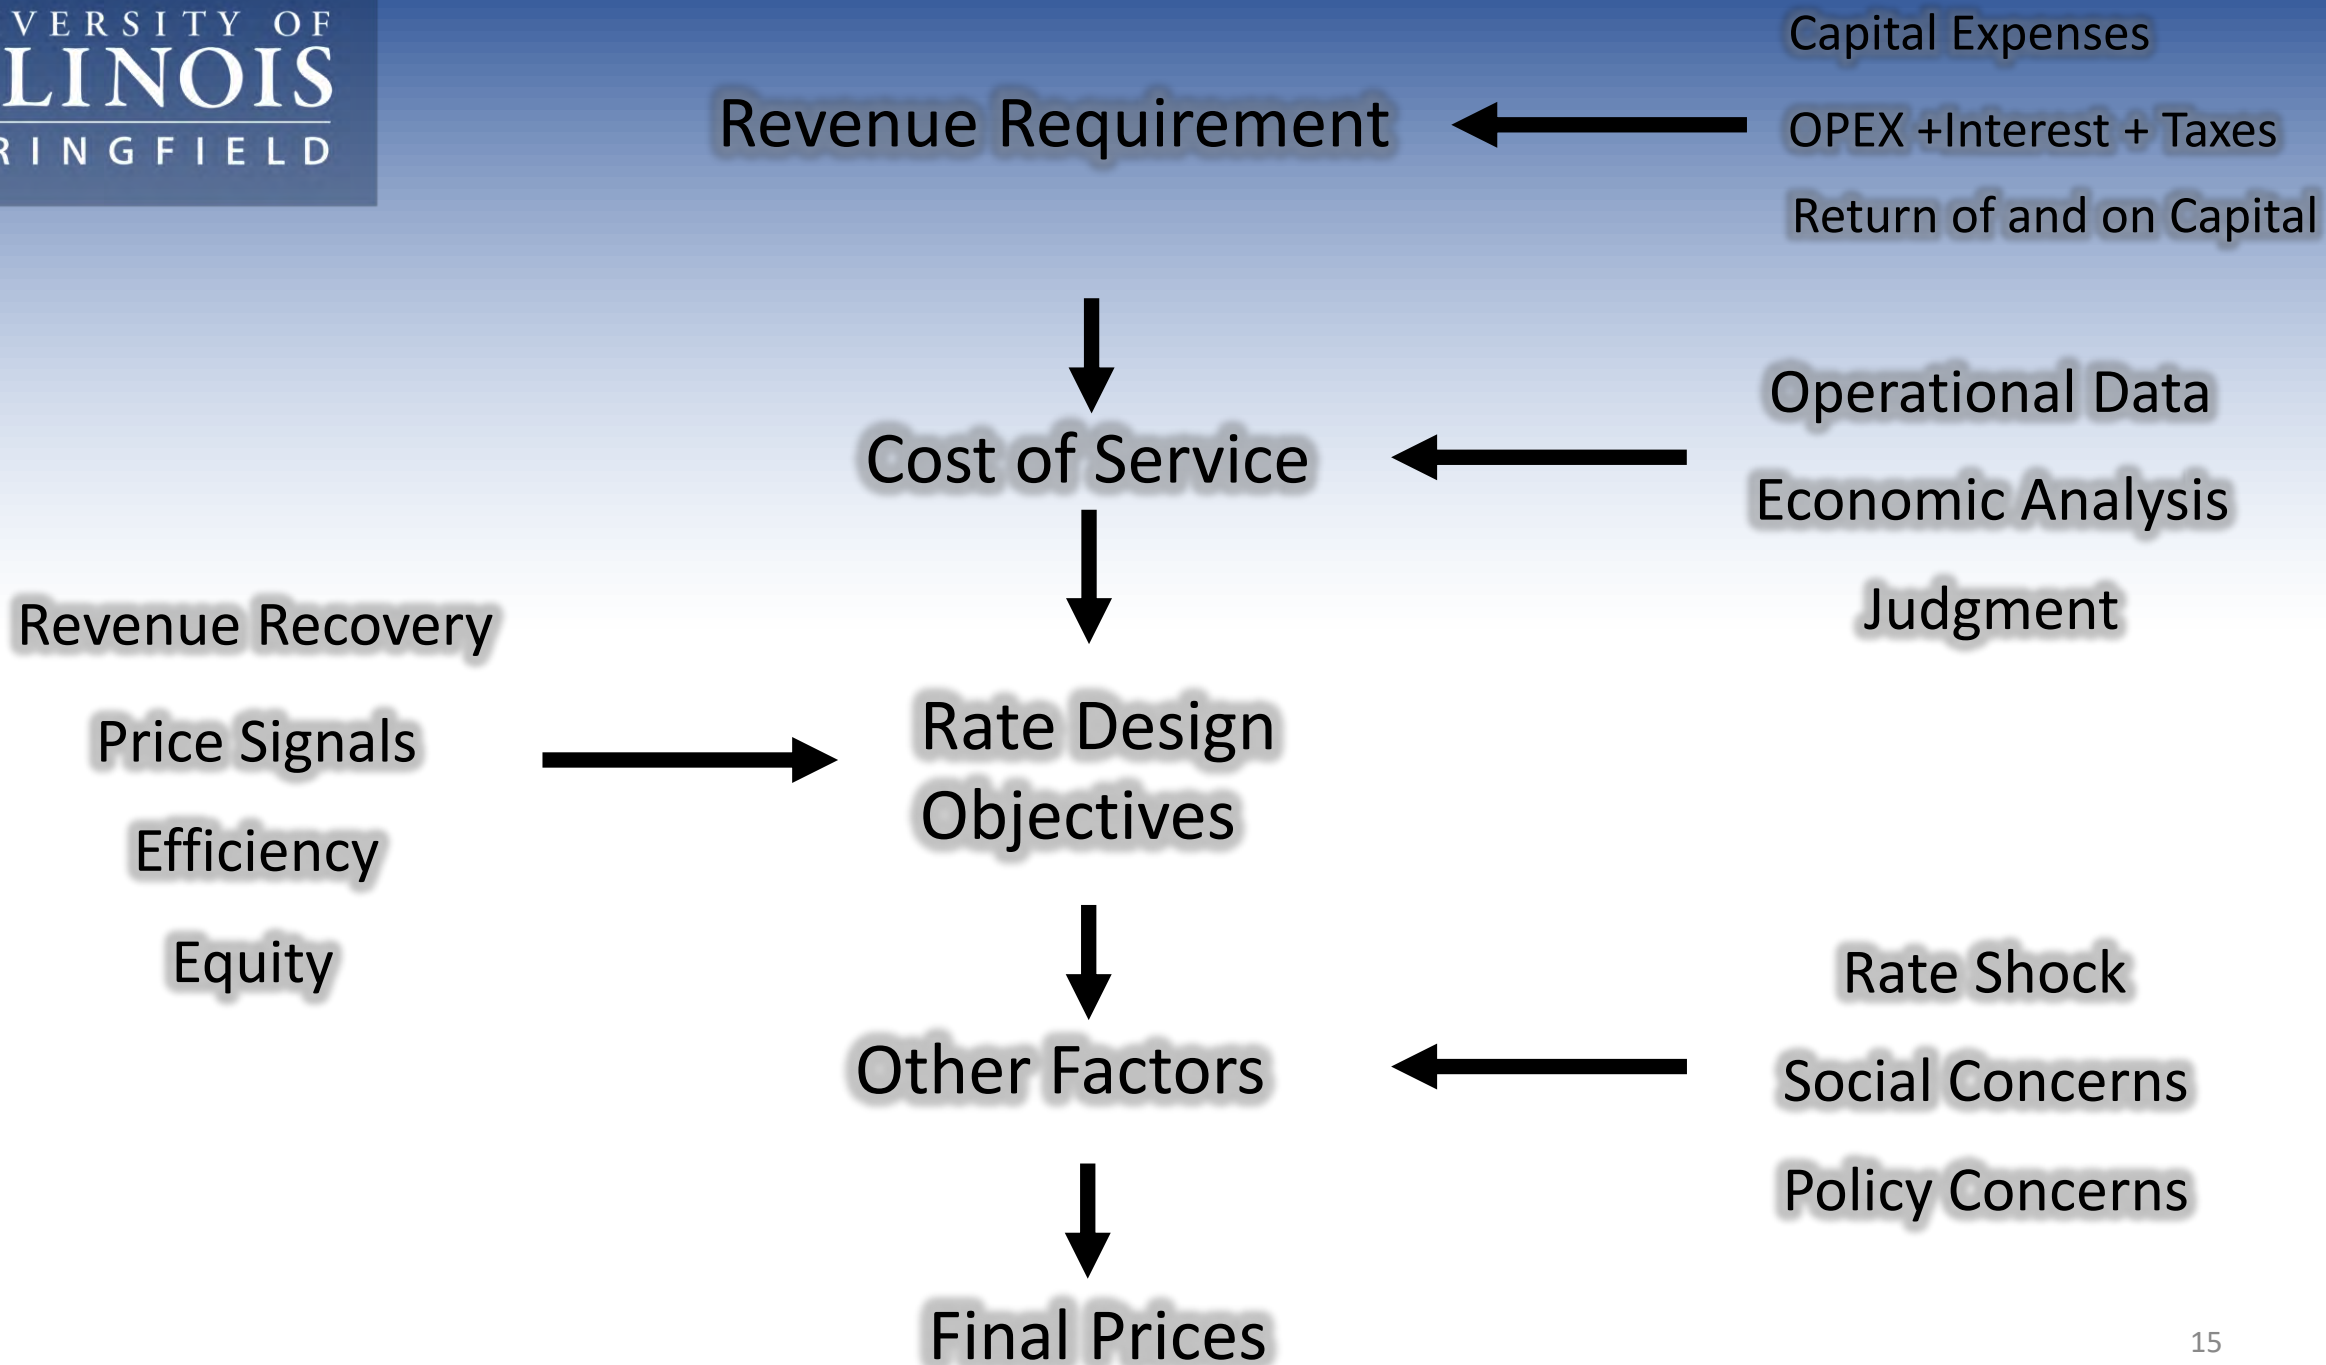 VERSITY OF
LINOIS
RINGFIELD
Capital Expenses
Revenue Requirement
OPEX +Interest + Taxes
Return of and on Capital
Cost of Service
Operational Data
Economic Analysis
Judgment
Revenue Recovery
Price Signals
Efficiency
Equity
Rate Design
Objectives
Other Factors
Rate Shock
Social Concerns
Policy Concerns
Final Prices
15